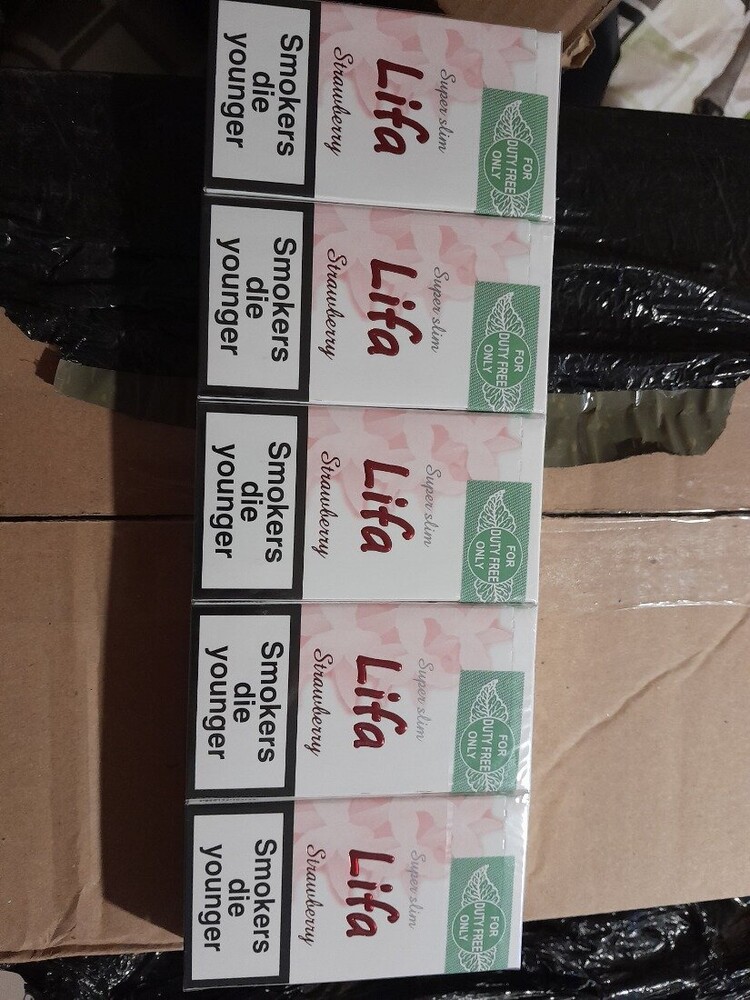 FOR
DUTY FREE
ONLY
Super slim
Lifa
Strawberry
Smokers
die
younger
FOR
DUTY FREE
ONLY
Super slim
Lifa
Strawberry
Smokers
die
younger
FOR
DUTY FREE
ONLY
Super slim
Lifa
Strawberry
Smokers
die
younger
FOR
DUTY FREE
ONLY
Super slim
Lifa
Strawberry
Smokers
die
younger
FOR
DUTY FREE
ONLY
Super slim
Lifa
Strawberry
Smokers
die
younger